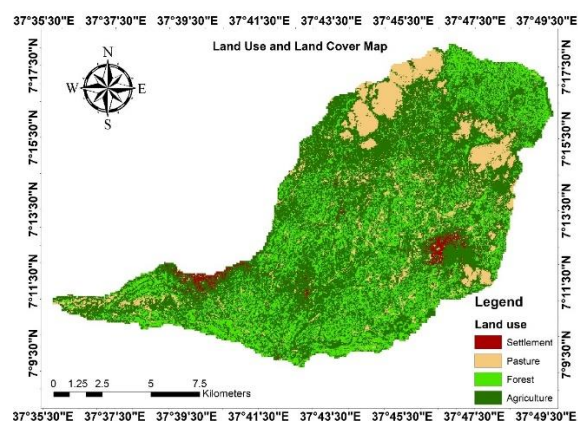 37°35'30"E 37°37'30"E 37°39'30"E 37°41'30"E 37°43'30"E 37°45'30"E 37°47'30"E 37°49'30"E
Land Use and Land Cover Map
N
W E
S
7°17'30"N 7°17'30"N
7°15'30"N 7°15'30"N
7°13'30"N 7°13'30"N
7°11'30"N 7°11'30"N
7°9'30"N 7°9'30"N
Legend
Land use
Settlement
Pasture
Forest
Agriculture
0 1.25 2.5 5 7.5
Kilometers
37°35'30"E 37°37'30"E 37°39'30"E 37°41'30"E 37°43'30"E 37°45'30"E 37°47'30"E 37°49'30"E